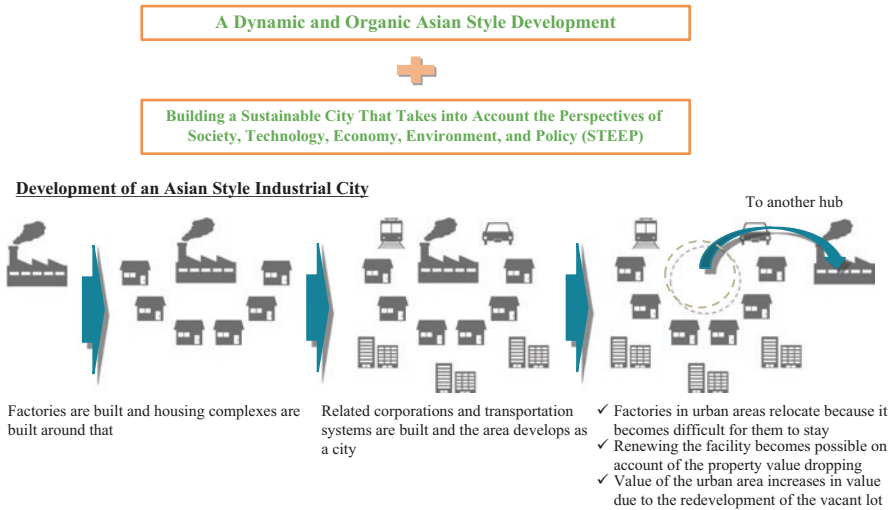 A Dynamic and Organic Asian Style Development
Building a Sustainable City That Takes into Account the Perspectives of
Society, Technology, Economy, Environment, and Policy (STEEP)
Development of an Asian Style Industrial City
To another hub
Factories are built and housing complexes are
built around that
Related corporations and transportation
systems are built and the area develops as
a city
✓ Factories in urban areas relocate because it
becomes difficult for them to stay
✓ Renewing the facility becomes possible on
account of the property value dropping
✓ Value of the urban area increases in value
due to the redevelopment of the vacant lot